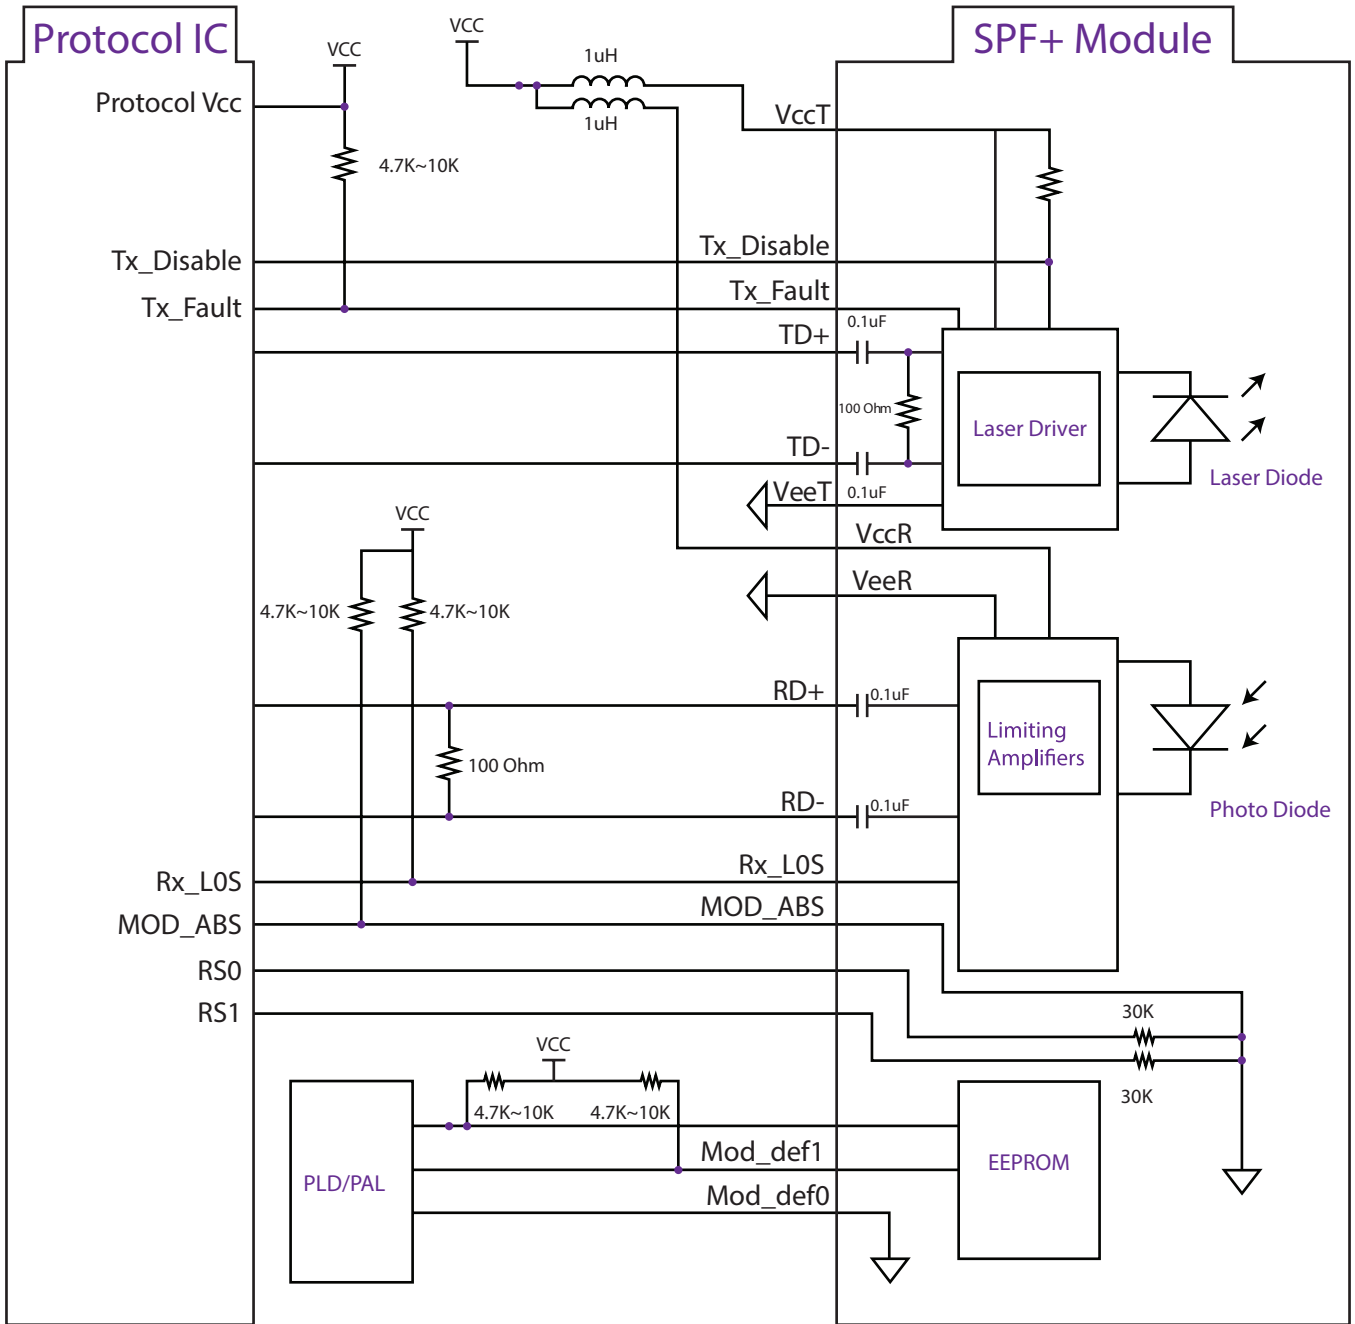 Protocol IC
SPF+ Module
VCC
VCC
1uH
1uH
Protocol Vcc
VccT
4.7K~10K
Tx_Disable
Tx_Disable
Tx_Fault
Tx_Fault
TD+
0.1uF
100 Ohm
Laser Driver
TD-
0.1uF
Laser Diode
VeeT
VCC
VccR
VeeR
4.7K~10K
4.7K~10K
RD+
0.1uF
Limiting
Amplifiers
100 Ohm
RD-
0.1uF
Photo Diode
Rx_L0S
Rx_L0S
MOD_ABS
MOD_ABS
RS0
RS1
30K
30K
VCC
4.7K~10K
4.7K~10K
Mod_def1
EEPROM
PLD/PAL
Mod_def0